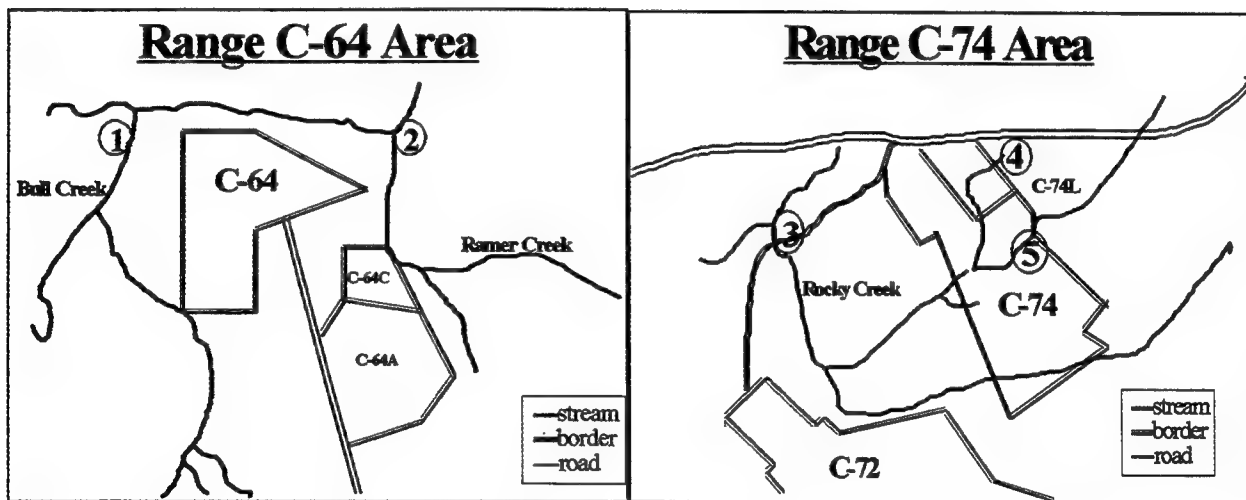 Range C-64 Area
1
2
C-64
Bull Creek
Ramer Creek
C-64C
C-64A
stream
border
road
Range C-74 Area
4
C-74L
3
5
Rocky Creek
C-74
C-72
stream
border
road